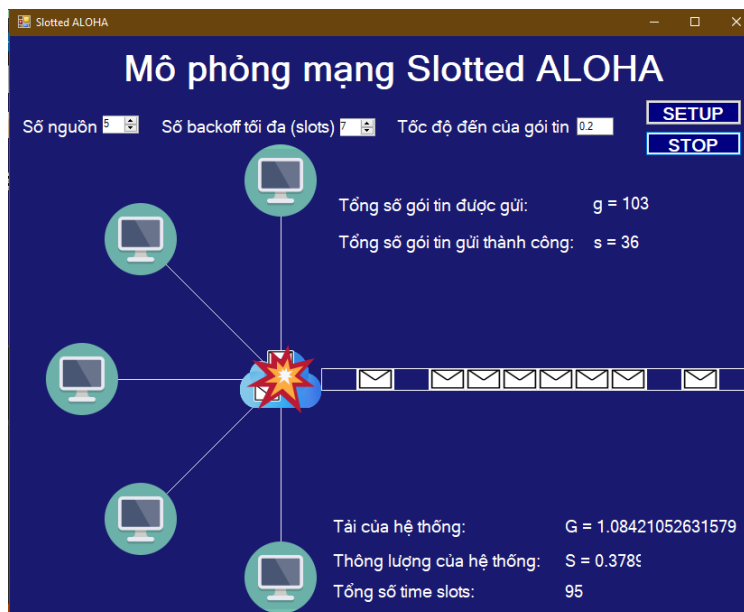 Slotted ALOHA
Mô phỏng mạng Slotted ALOHA
Số nguồn 5 Số backoff tối đa (slots) 7 Tốc độ đến của gói tin 0.2 SETUP
STOP
Tổng số gói tin được gửi: g = 103
Tổng số gói tin gửi thành công: s = 36
Tải của hệ thống: G = 1.08421052631579
Thông lượng của hệ thống: S = 0.3789
Tổng số time slots: 95